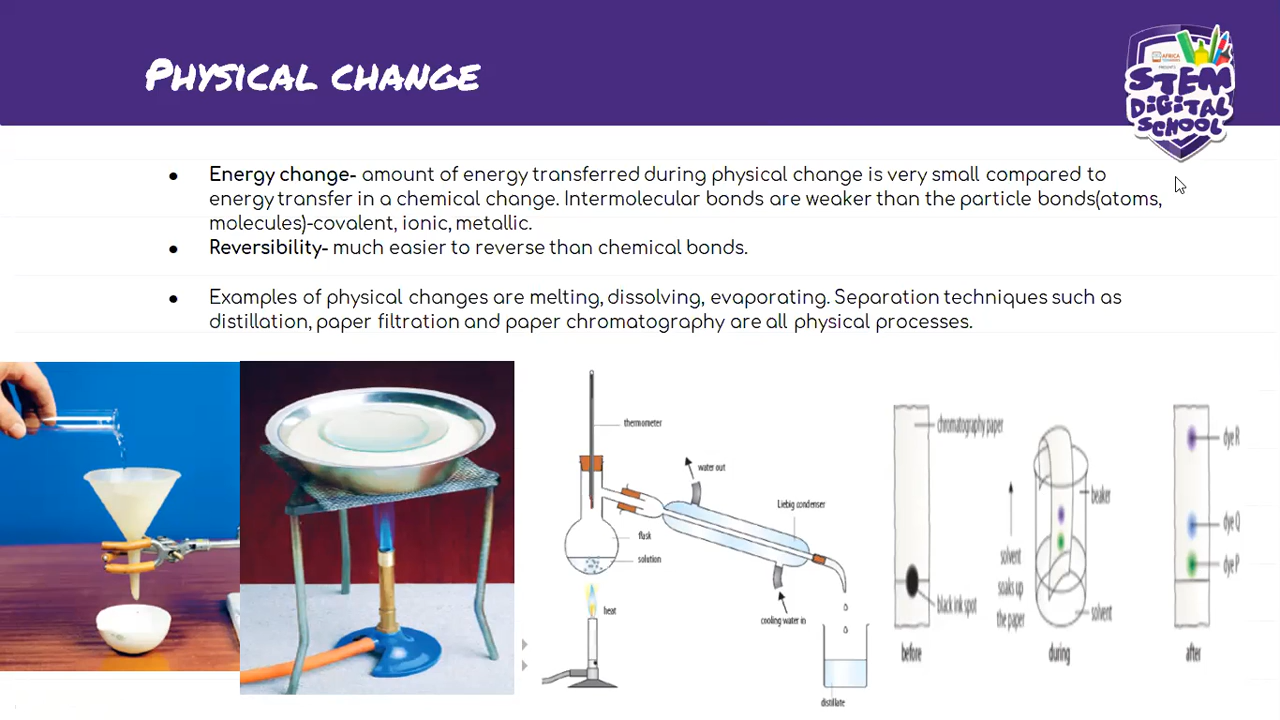 PHYSICAL CHANGE
AFRICA
STEM
DIGITAL
SCHOOL
● Energy change- amount of energy transferred during physical change is very small compared to
energy transfer in a chemical change. Intermolecular bonds are weaker than the particle bonds(atoms,
molecules)-covalent, ionic, metallic.
● Reversibility- much easier to reverse than chemical bonds.
● Examples of physical changes are melting, dissolving, evaporating. Separation techniques such as
distillation, paper filtration and paper chromatography are all physical processes.
thermometer
water out
Liebig condenser
flask
solution
heat
cooling water in
distillate
chromatography paper
black ink spot
before
solvent
soaks up
the paper
beaker
solvent
during
dye R
dye Q
dye P
after